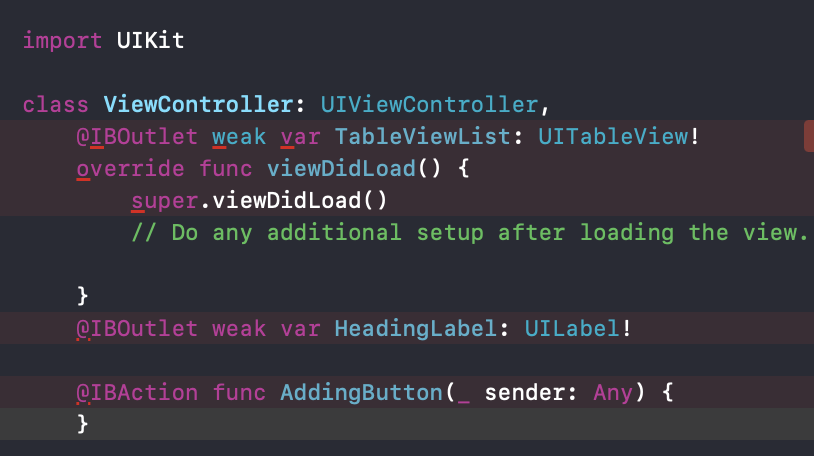 import UIKit
class ViewController: UIViewController,
@IBOutlet weak var TableViewList: UITableView!
override func viewDidLoad() {
super.viewDidLoad()
// Do any additional setup after loading the view.
}
@IBOutlet weak var HeadingLabel: UILabel!
@IBAction func AddingButton(_ sender: Any) {
}